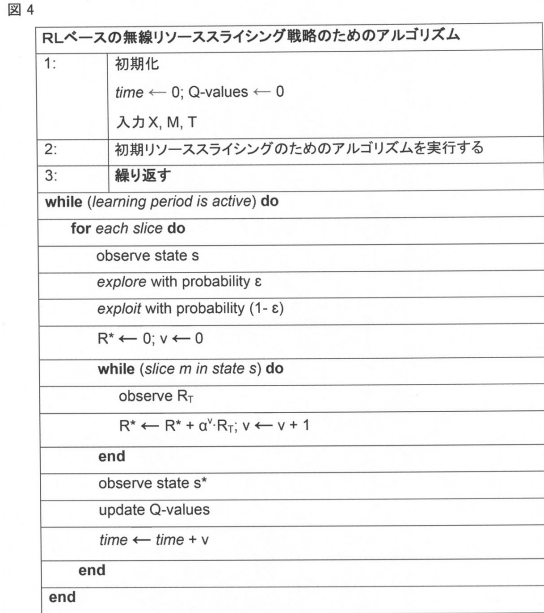 図 4
RLベースの無線リソーススライシング戦略のためのアルゴリズム
1: 初期化
time ← 0; Q-values ← 0
入力 X, M, T
2: 初期リソーススライシングのためのアルゴリズムを実行する
3: 繰り返す
while (learning period is active) do
for each slice do
observe state s
explore with probability ε
exploit with probability (1- ε)
R* ← 0; v ← 0
while (slice m in state s) do
observe R_T
R* ← R* + α^v·R_T; v ← v + 1
end
observe state s*
update Q-values
time ← time + v
end
end